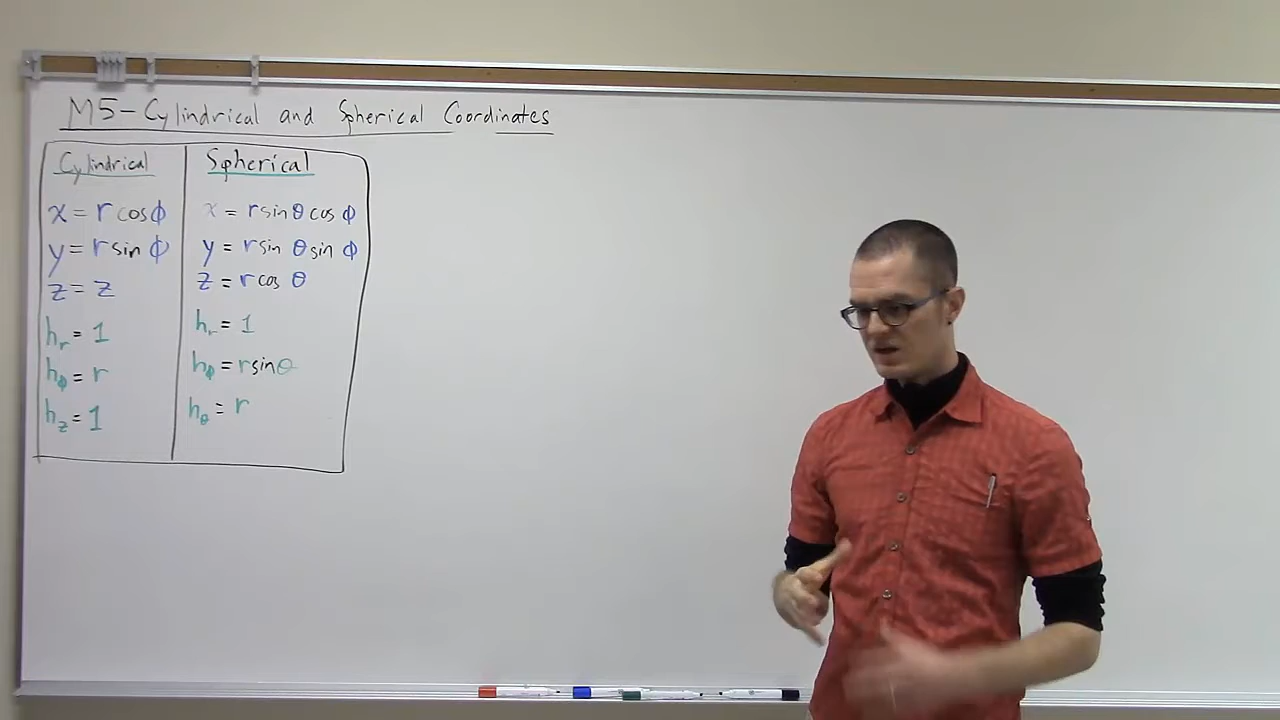 M5-Cylindrical and Spherical Coordinates
Cylindrical
x = r cos ϕ
y = r sin ϕ
z = z
h_r = 1
h_ϕ = r
h_z = 1
Spherical
x = r sin θ cos ϕ
y = r sin θ sin ϕ
z = r cos θ
h_r = 1
h_ϕ = r sin θ
h_θ = r